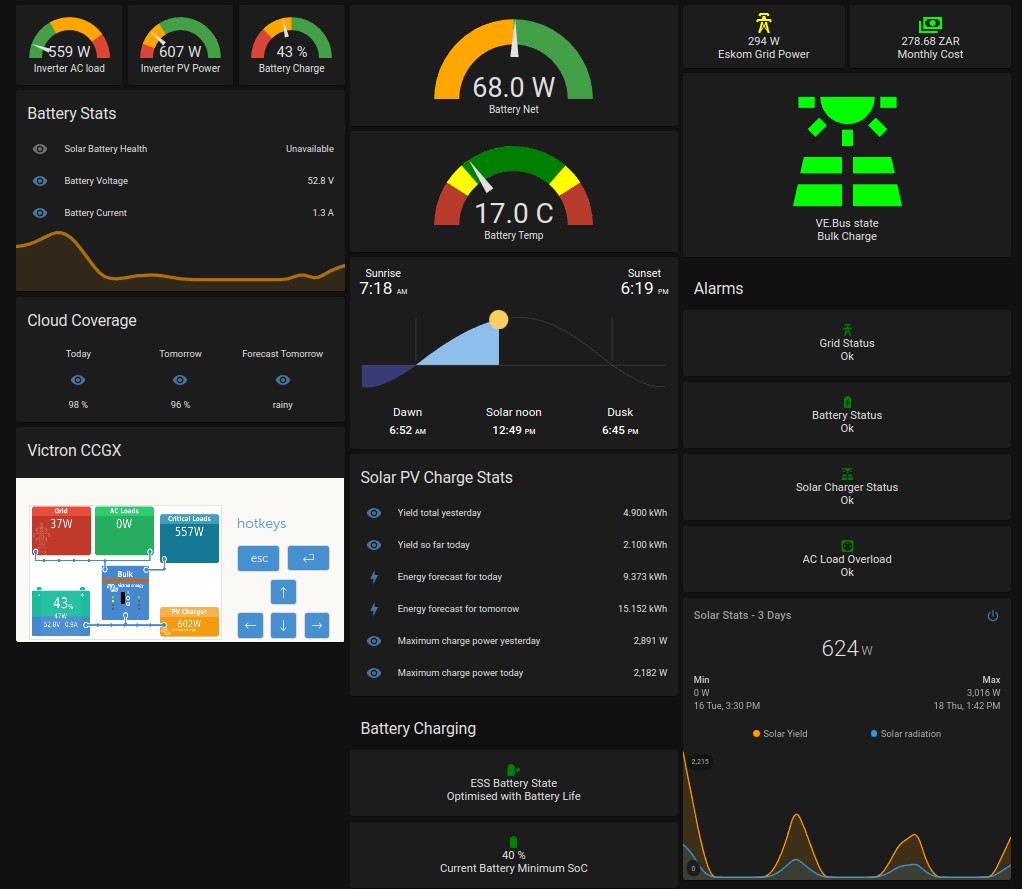 559 W
Inverter AC load
607 W
Inverter PV Power
43 %
Battery Charge
Battery Stats
Solar Battery Health Unavailable
Battery Voltage 52.8 V
Battery Current 1.3 A
Cloud Coverage
Today Tomorrow Forecast Tomorrow
98 % 96 % rainy
Victron CCGX
Grid
37W
AC Loads
0W
Critical Loads
557W
Bulk
victron energy
43%
47W
52.8V 0.9A
PV Charger
602W
hotkeys
esc
68.0 W
Battery Net
17.0 C
Battery Temp
Sunrise Sunset
7:18 AM 6:19 PM
Dawn Solar noon Dusk
6:52 AM 12:49 PM 6:45 PM
Solar PV Charge Stats
Yield total yesterday 4.900 kWh
Yield so far today 2.100 kWh
Energy forecast for today 9.373 kWh
Energy forecast for tomorrow 15.152 kWh
Maximum charge power yesterday 2,891 W
Maximum charge power today 2,182 W
Battery Charging
ESS Battery State
Optimised with Battery Life
40 %
Current Battery Minimum SoC
294 W
Eskom Grid Power
278.68 ZAR
Monthly Cost
VE.Bus state
Bulk Charge
Alarms
Grid Status
Ok
Battery Status
Ok
Solar Charger Status
Ok
AC Load Overload
Ok
Solar Stats - 3 Days
624 W
Min Max
0 W 3,016 W
16 Tue, 3:30 PM 18 Thu, 1:42 PM
Solar Yield Solar radiation
2,215
0